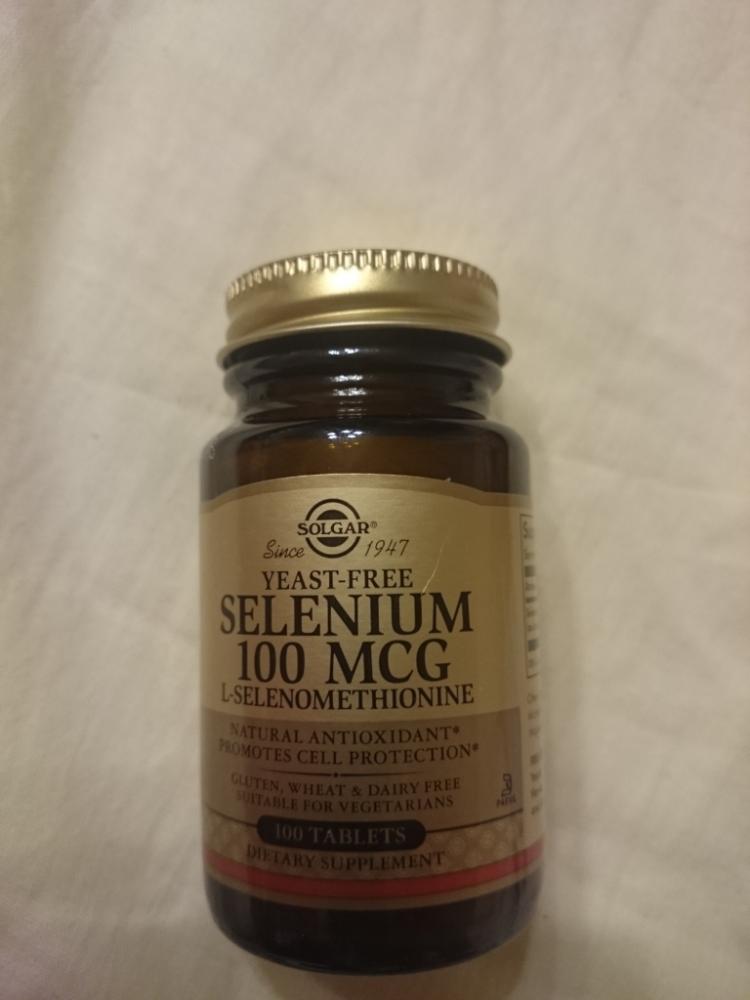 SOLGAR®
Since 1947
YEAST-FREE
SELENIUM
100 MCG
L-SELENOMETHIONINE
NATURAL ANTIOXIDANT*
PROMOTES CELL PROTECTION*
GLUTEN, WHEAT & DAIRY FREE
SUITABLE FOR VEGETARIANS
100 TABLETS
DIETARY SUPPLEMENT